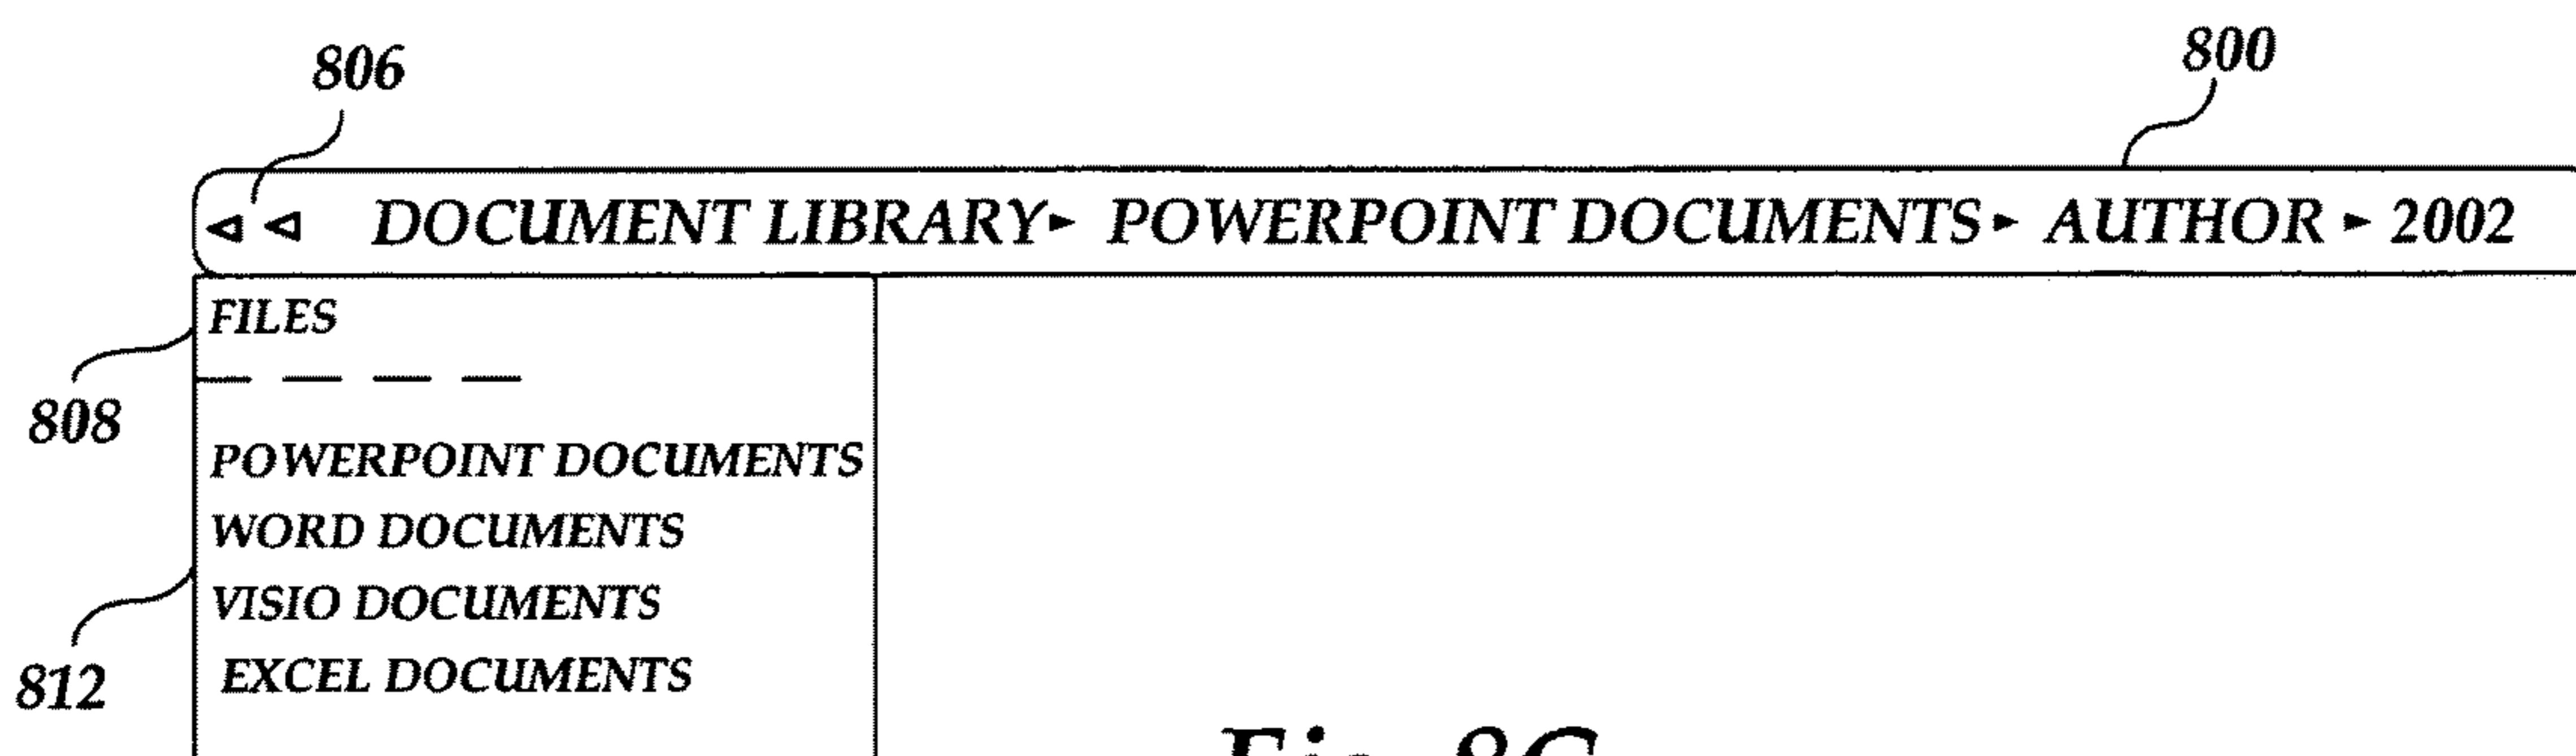 806
800
DOCUMENT LIBRARY► POWERPOINT DOCUMENTS► AUTHOR ► 2002
FILES
808
POWERPOINT DOCUMENTS
WORD DOCUMENTS
VISIO DOCUMENTS
EXCEL DOCUMENTS
812